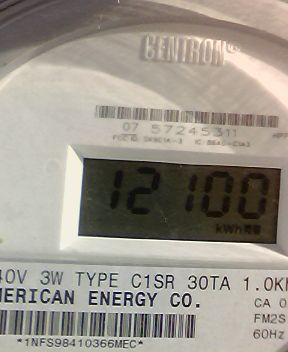 CENTRON®
07 57245311
12100
kWh
40V 3W TYPE C1SR 30TA 1.0K
MERICAN ENERGY CO.
CA 0
FM2S
60Hz
*1NFS98410366MEC*